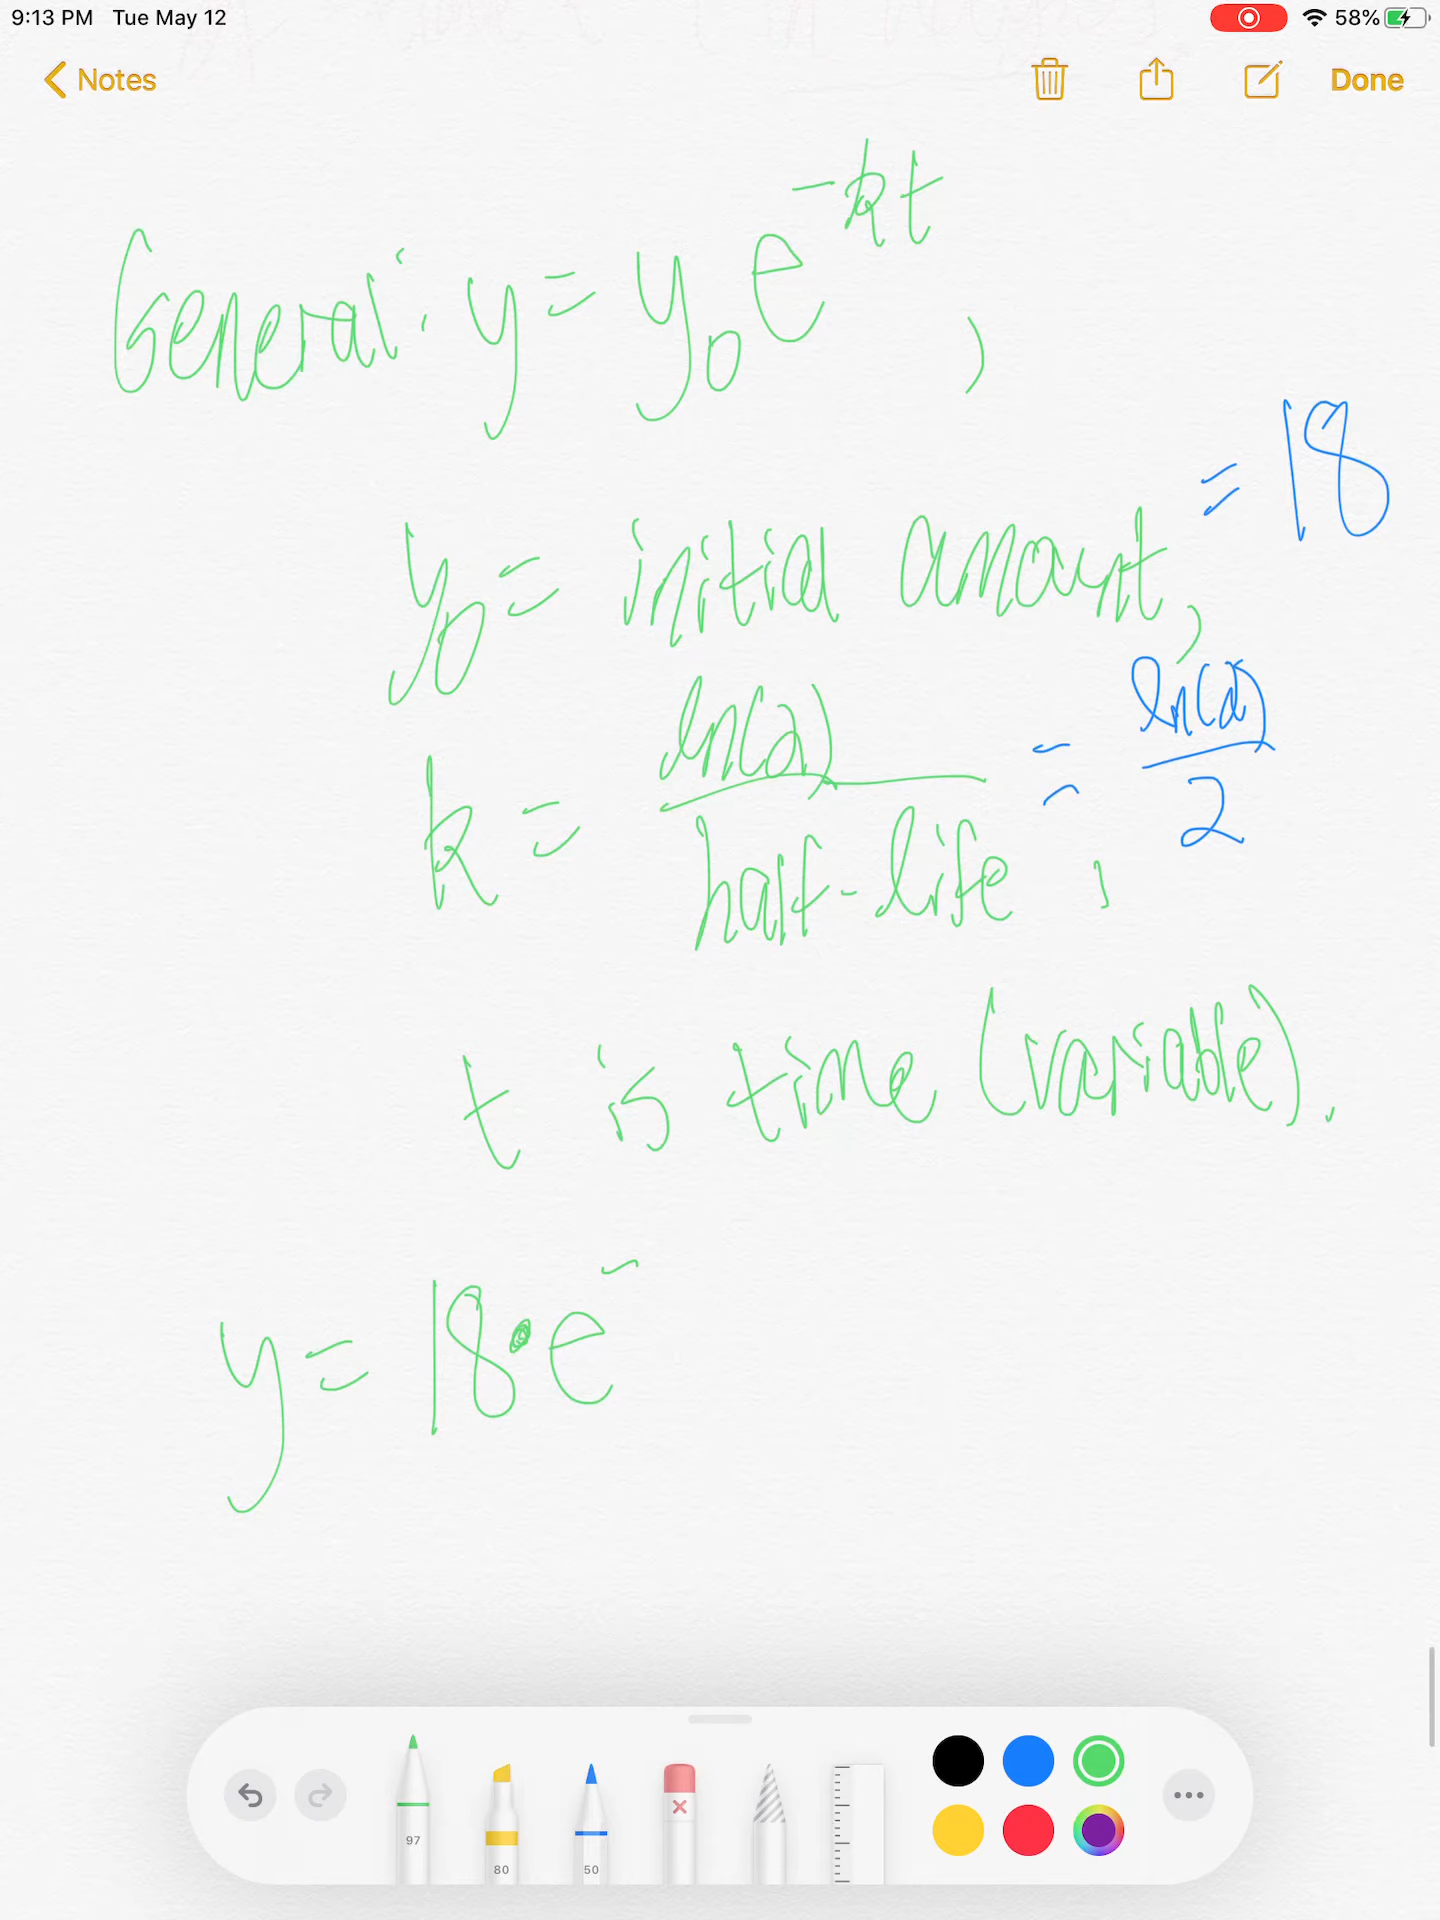 9:13 PM Tue May 12 58%
Notes Done
General: y = y₀e^{-kt},
= 18
y₀ = initial amount,
k = ln(2) / half-life, = ln(2) / 2
t is time (variable).
y = 18 · e^{-}
97 80 50